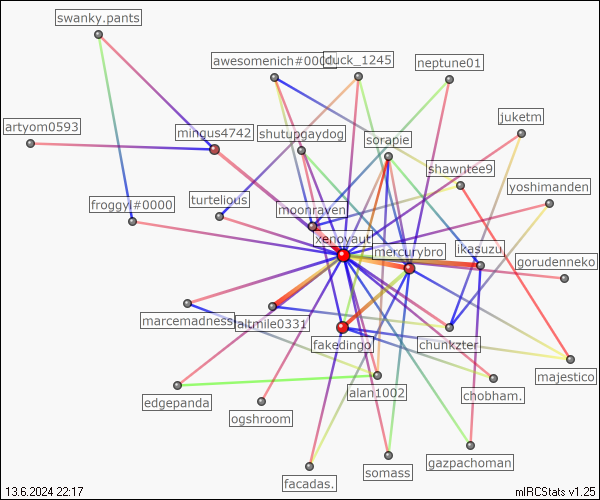 swanky.pants
awesomenich#0000
duck_1245
neptune01
artyom0593
mingus4742
shutupgaydog
sorapie
juketm
shawntee9
yoshimanden
froggyj#0000
turtelious
moonraven
xenoyaut
mercurybro
ikasuzu
gorudenneko
marcemadness
altmile0331
fakedingo
chunkzter
majestico
edgepanda
ogshroom
alan1002
chobham.
facadas.
somass
gazpachoman
13.6.2024 22:17
mIRCStats v1.25